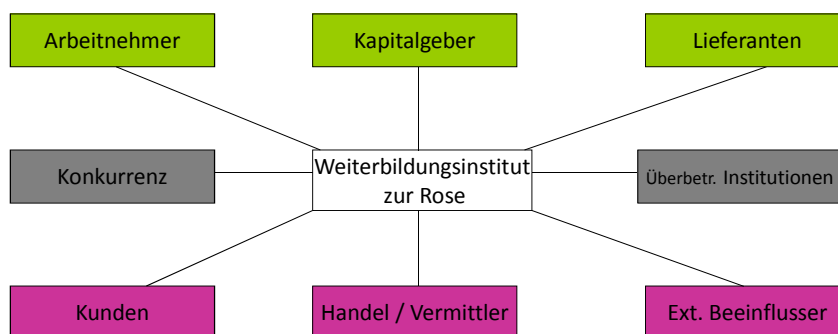 Arbeitnehmer
Kapitalgeber
Lieferanten
Konkurrenz
Weiterbildungsinstitut
zur Rose
Überbetr. Institutionen
Kunden
Handel / Vermittler
Ext. Beeinflusser